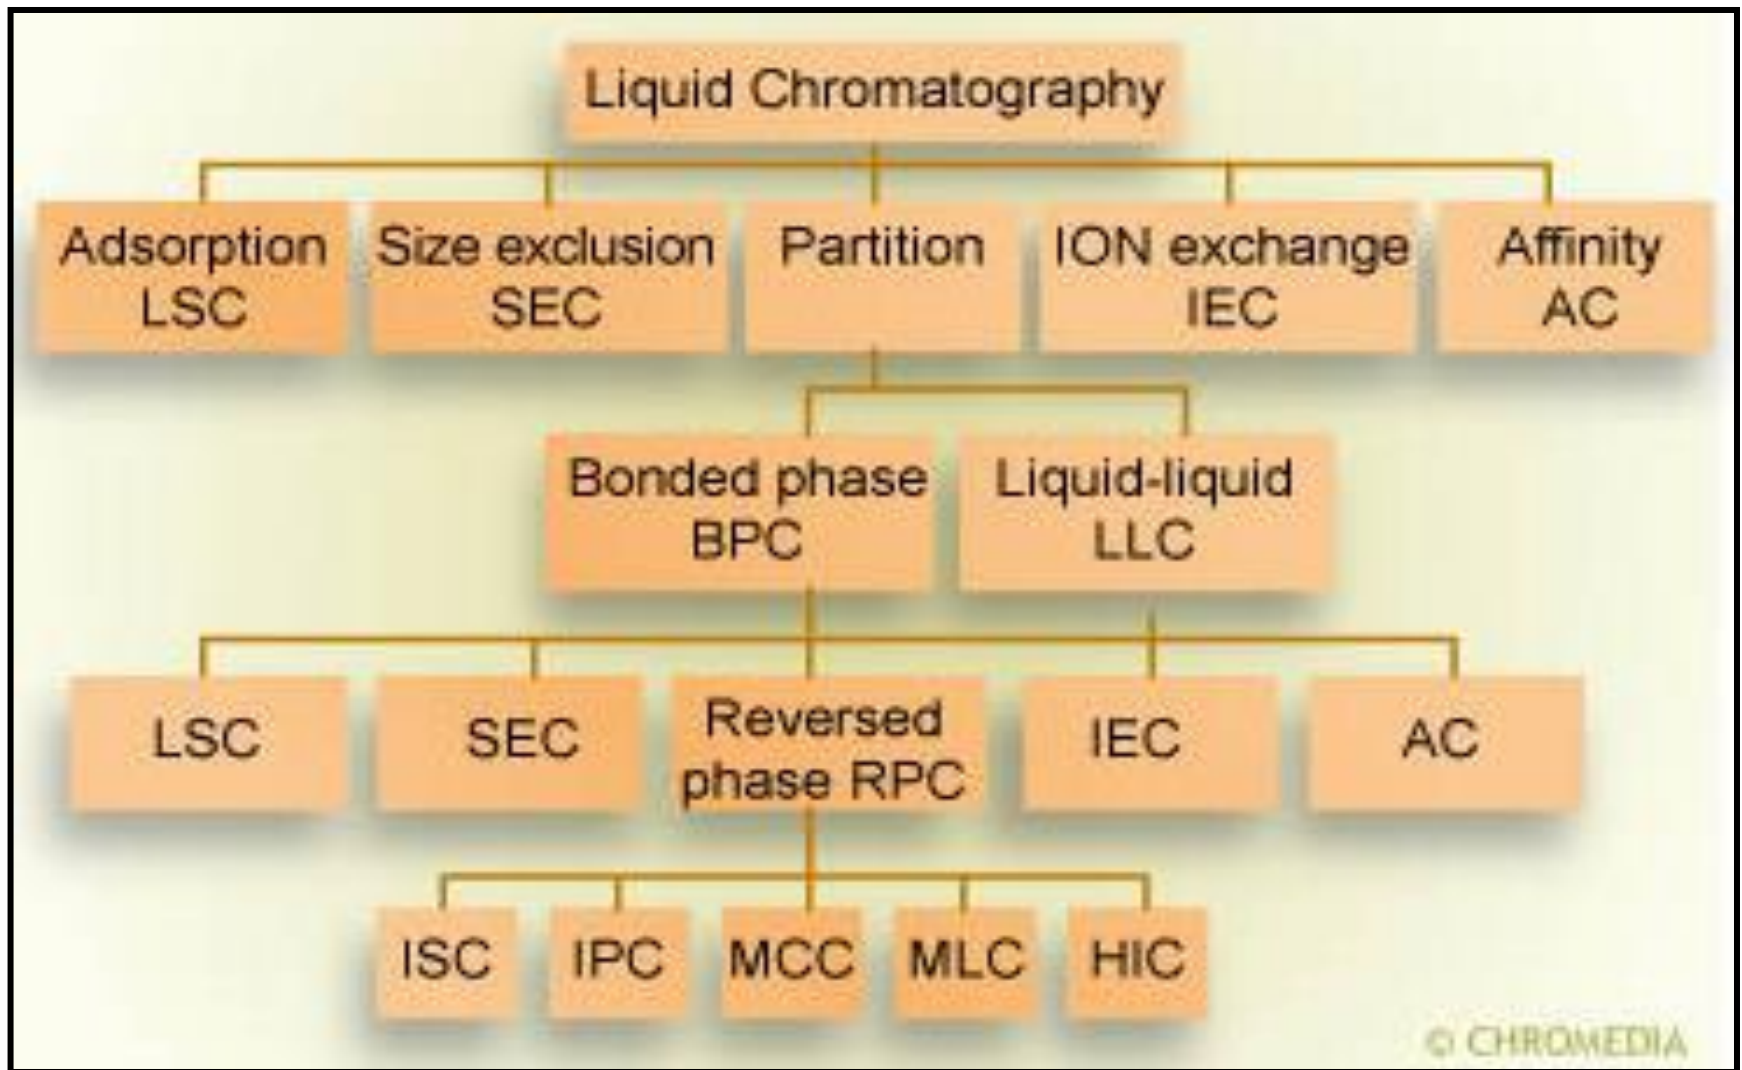 Liquid Chromatography
Adsorption
LSC
Size exclusion
SEC
Partition
ION exchange
IEC
Affinity
AC
Bonded phase
BPC
Liquid-liquid
LLC
LSC
SEC
Reversed
phase RPC
IEC
AC
ISC
IPC
MCC
MLC
HIC
© CHROMEDIA